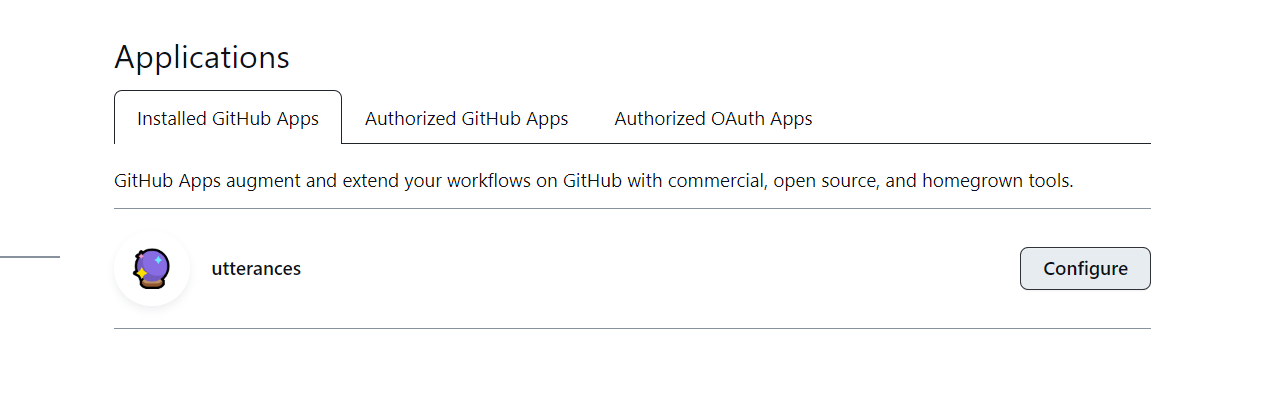 Applications
Installed GitHub Apps
Authorized GitHub Apps
Authorized OAuth Apps
GitHub Apps augment and extend your workflows on GitHub with commercial, open source, and homegrown tools.
utterances
Configure